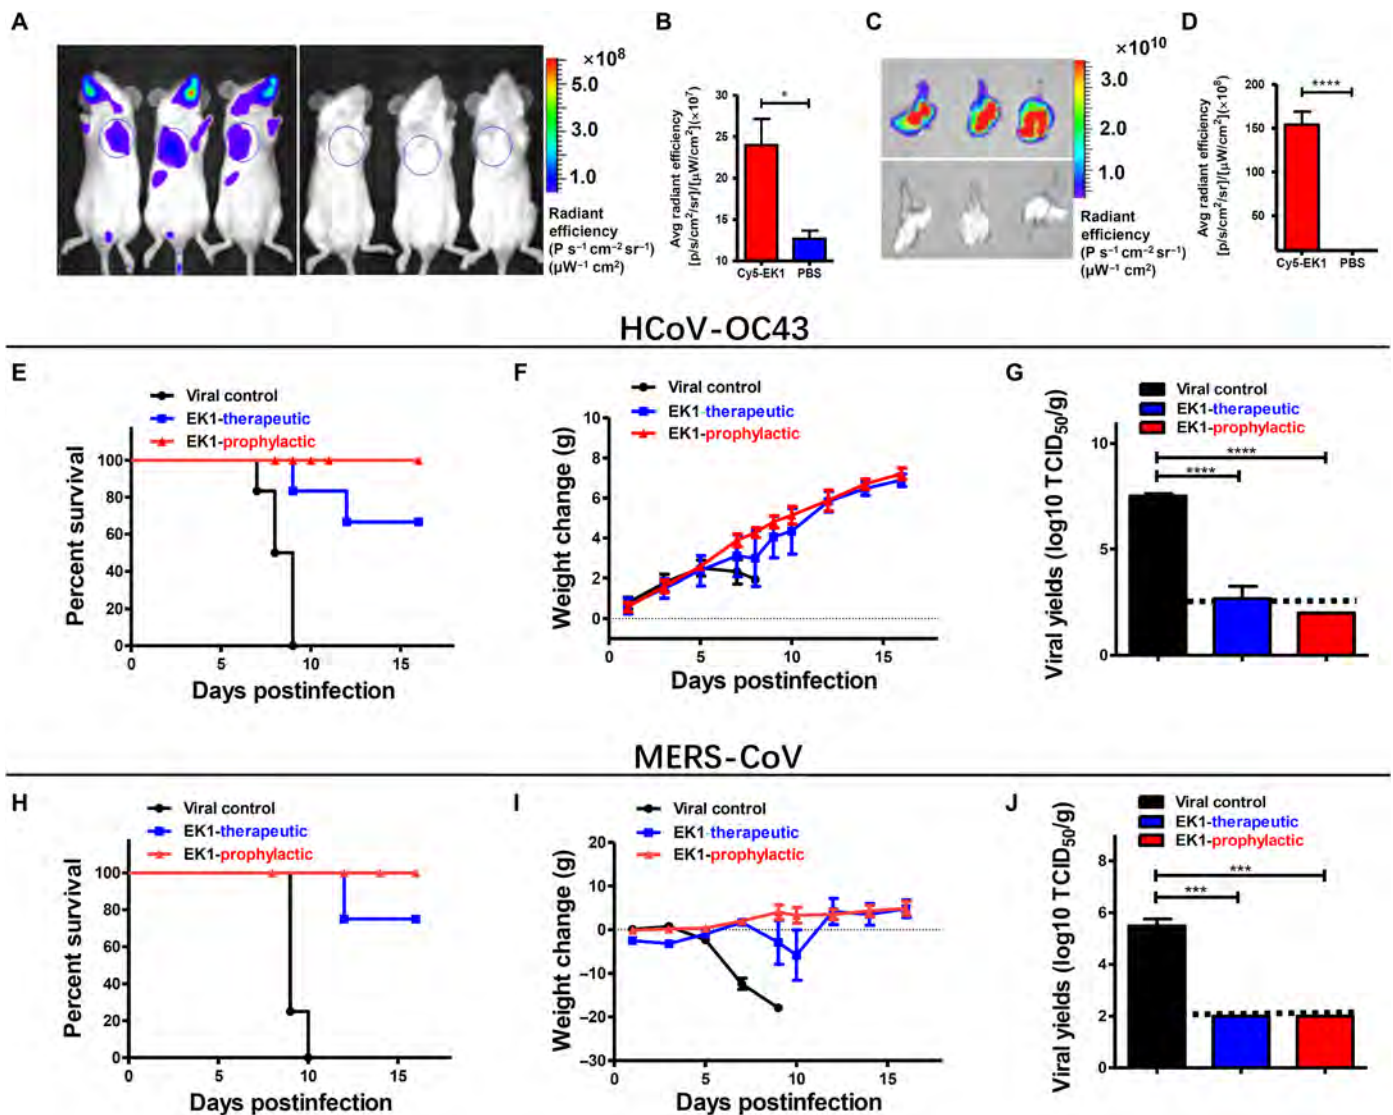 A
×10⁸
5.0
3.0
1.0
Radiant
efficiency
(P s⁻¹ cm⁻² sr⁻¹)
(μW⁻¹ cm²)
B
Avg radiant efficiency
[p/s/cm²/sr]/[μW/cm²](×10⁷)
30
25
20
15
10
*
Cy5-EK1 PBS
C
×10¹⁰
3.0
2.0
1.0
Radiant
efficiency
(P s⁻¹ cm⁻² sr⁻¹)
(μW⁻¹ cm²)
D
Avg radiant efficiency
[p/s/cm²/sr]/[μW/cm²](×10⁸)
200
150
100
50
****
Cy5-EK1 PBS
HCoV-OC43
E
Viral control
EK1-therapeutic
EK1-prophylactic
Percent survival
100
80
60
40
20
0
0 5 10 15
Days postinfection
F
Viral control
EK1-therapeutic
EK1-prophylactic
Weight change (g)
10
8
6
4
2
0
0 5 10 15
Days postinfection
G
Viral control
EK1-therapeutic
EK1-prophylactic
Viral yields (log10 TCID₅₀/g)
10
5
0
****
****
MERS-CoV
H
Viral control
EK1-therapeutic
EK1-prophylactic
Percent survival
100
80
60
40
20
0
0 5 10 15
Days postinfection
I
Viral control
EK1 therapeutic
EK1-prophylactic
Weight change (g)
20
10
0
−10
−20
−30
0 5 10 15
Days postinfection
J
Viral control
EK1-therapeutic
EK1-prophylactic
Viral yields (log10 TCID₅₀/g)
8
6
4
2
0
***
***